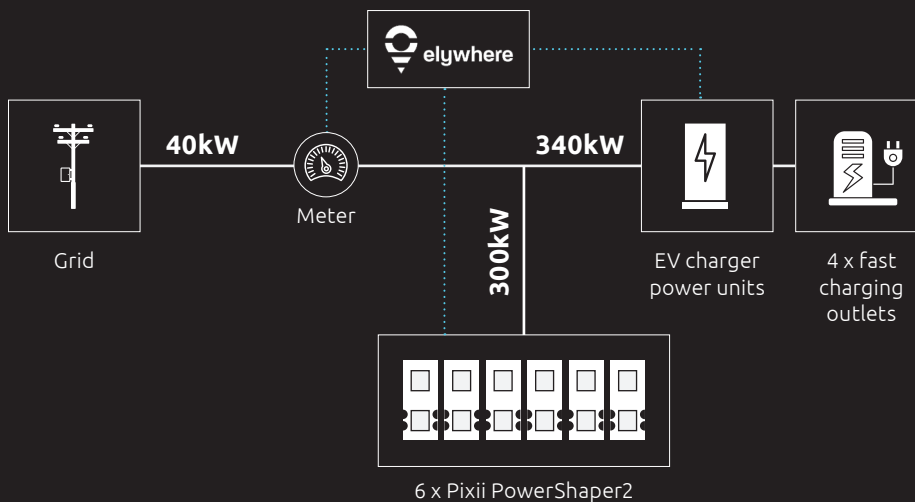 elywhere
40kW
340kW
Meter
300kW
Grid
EV charger
power units
4 x fast
charging
outlets
6 x Pixii PowerShaper2